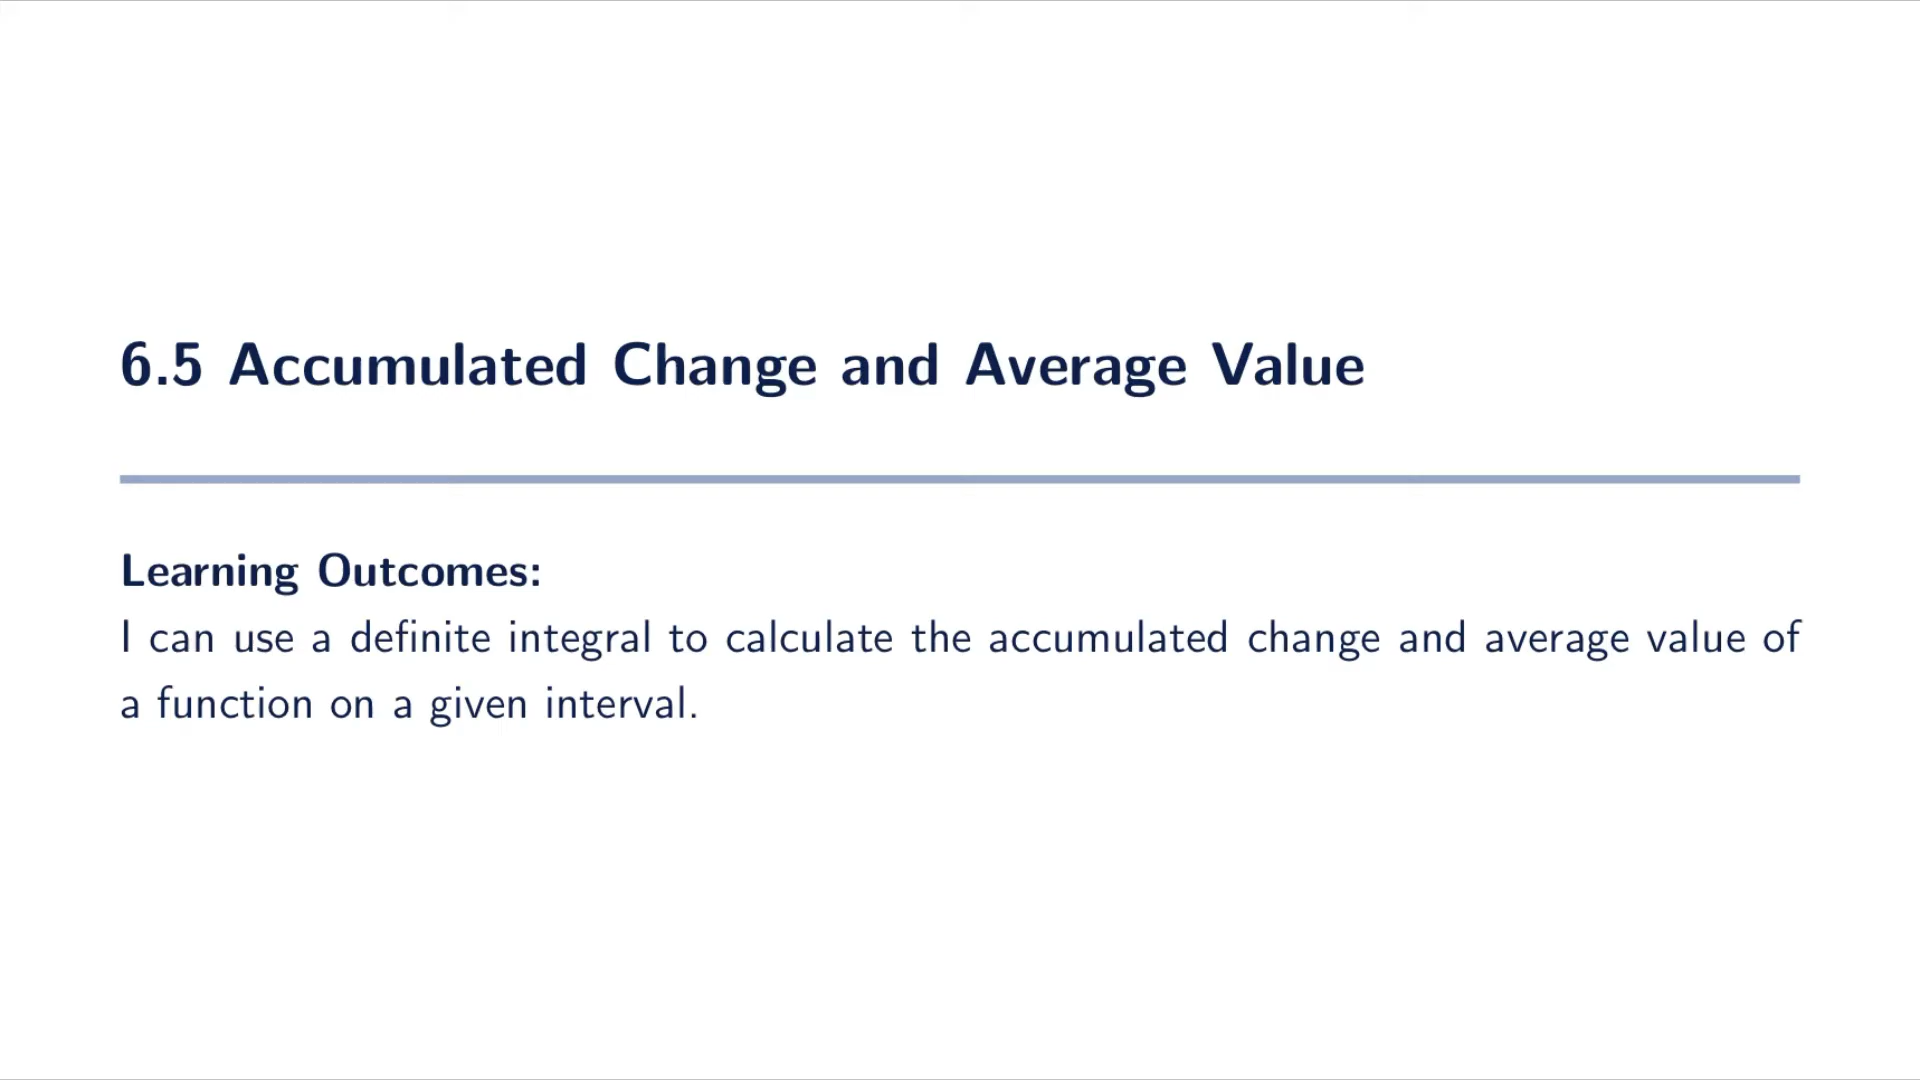 6.5 Accumulated Change and Average Value
Learning Outcomes:
I can use a definite integral to calculate the accumulated change and average value of
a function on a given interval.